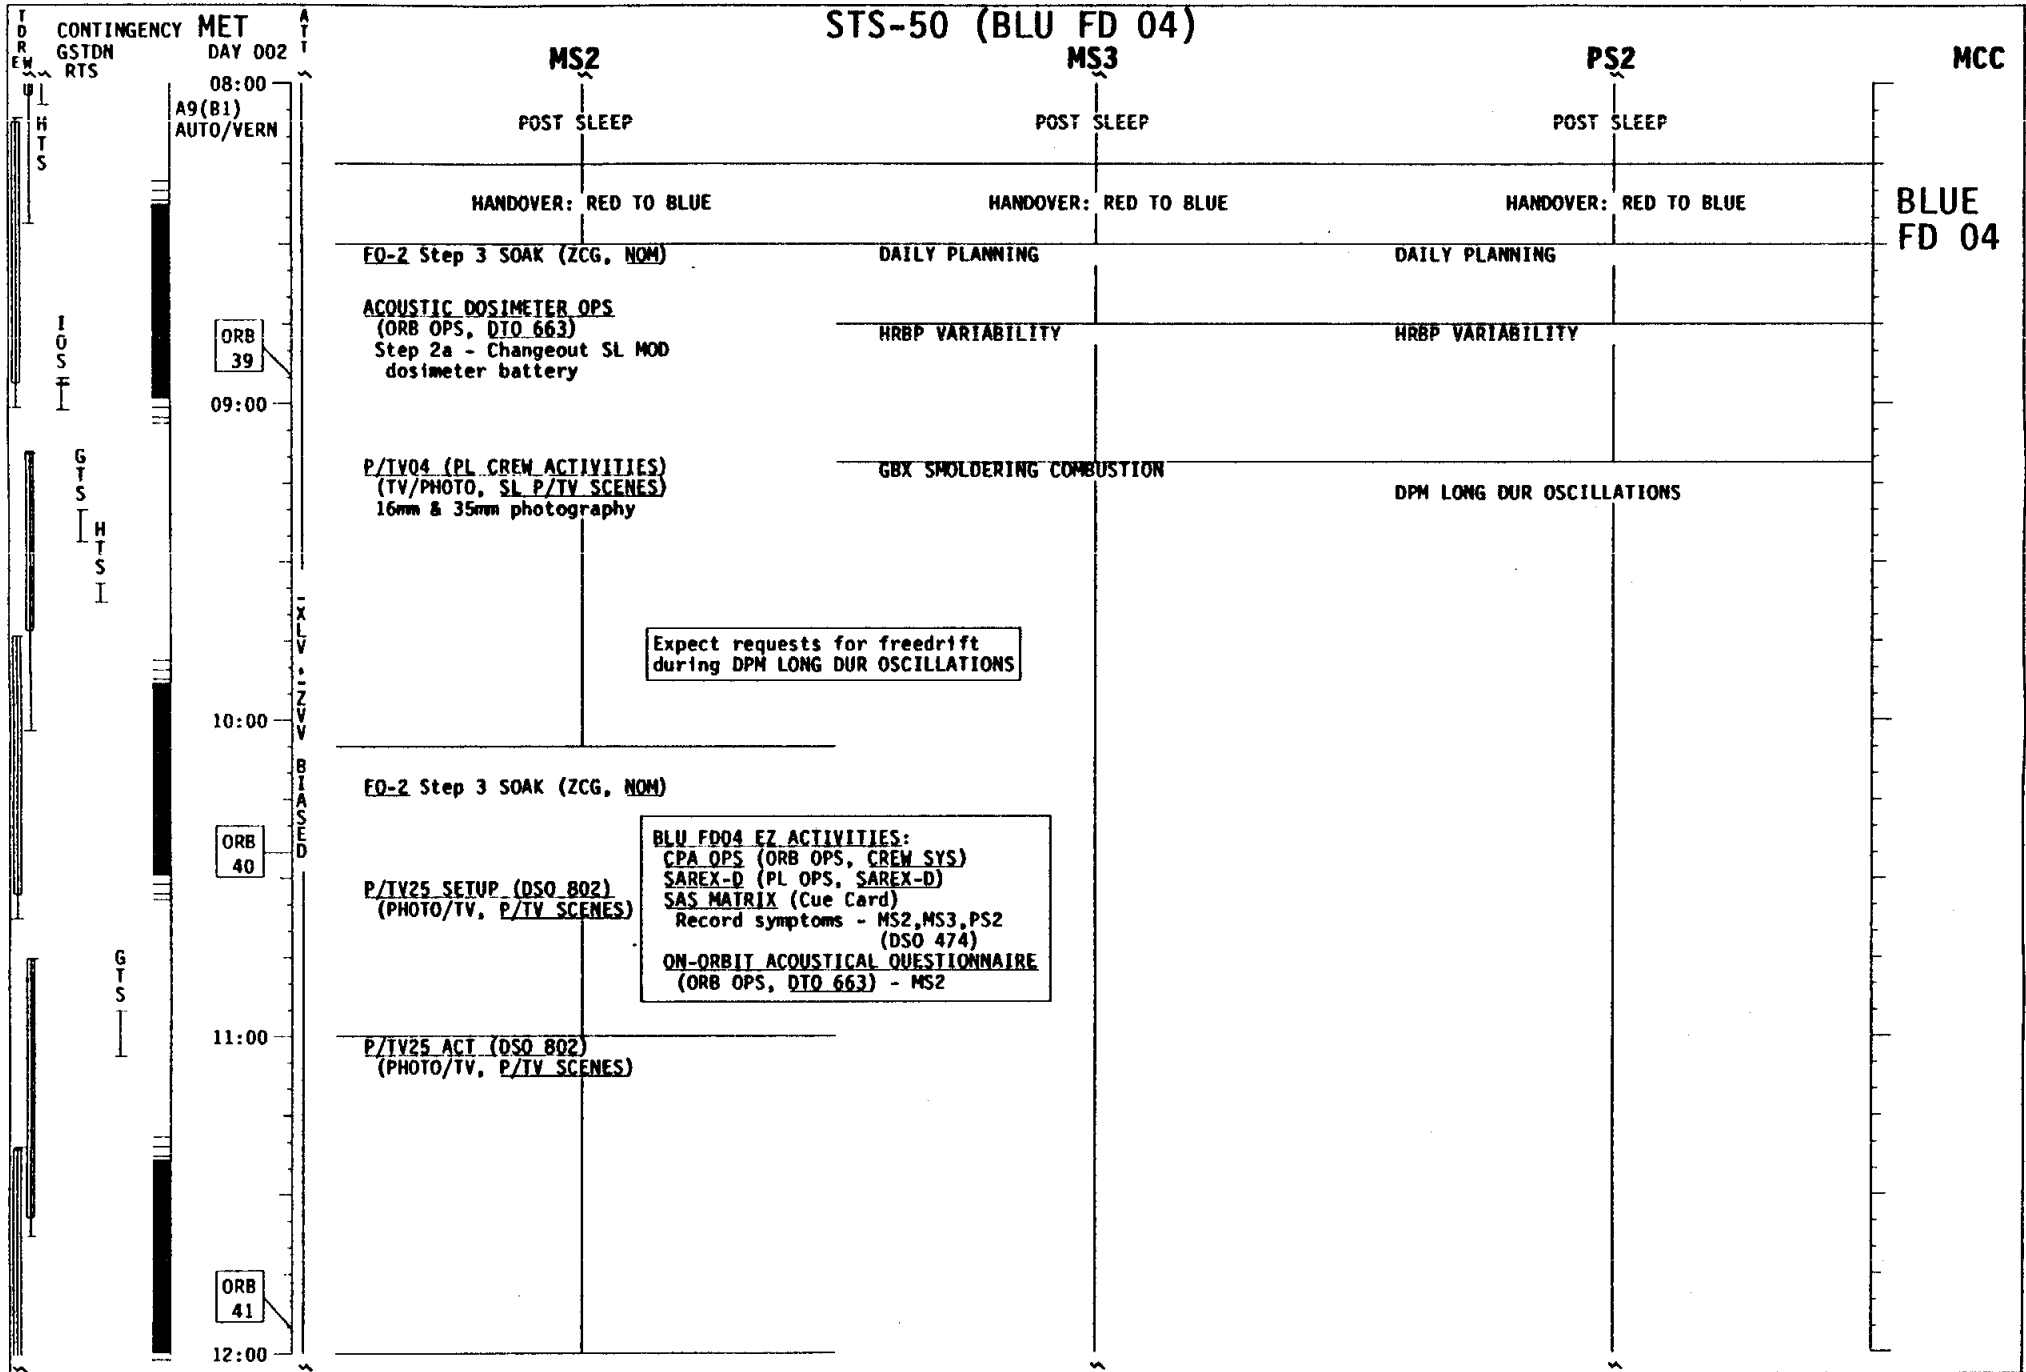 STS-50 (BLU FD 04)
TDRE W
CONTINGENCY
GSTDN
RTS
MET
DAY 002
ATT
MS2
MS3
PS2
MCC
08:00
A9(B1)
AUTO/VERN
HTS
POST SLEEP
POST SLEEP
POST SLEEP
HANDOVER: RED TO BLUE
HANDOVER: RED TO BLUE
HANDOVER: RED TO BLUE
BLUE
FD 04
FO-2 Step 3 SOAK (ZCG, NOM)
DAILY PLANNING
DAILY PLANNING
ACOUSTIC DOSIMETER OPS
(ORB OPS, DTO 663)
Step 2a - Changeout SL MOD
dosimeter battery
HRBP VARIABILITY
HRBP VARIABILITY
IOS
ORB
39
09:00
GTS
HTS
P/TV04 (PL CREW ACTIVITIES)
(TV/PHOTO, SL P/TV SCENES)
16mm & 35mm photography
GBX SMOLDERING COMBUSTION
DPM LONG DUR OSCILLATIONS
-XLV,-ZVV BIASED
Expect requests for freedrift
during DPM LONG DUR OSCILLATIONS
10:00
FO-2 Step 3 SOAK (ZCG, NOM)
ORB
40
P/TV25 SETUP (DSO 802)
(PHOTO/TV, P/TV SCENES)
BLU FD04 EZ ACTIVITIES:
CPA OPS (ORB OPS, CREW SYS)
SAREX-D (PL OPS, SAREX-D)
SAS MATRIX (Cue Card)
Record symptoms - MS2,MS3,PS2
(DSO 474)
ON-ORBIT ACOUSTICAL QUESTIONNAIRE
(ORB OPS, DTO 663) - MS2
GTS
11:00
P/TV25 ACT (DSO 802)
(PHOTO/TV, P/TV SCENES)
ORB
41
12:00